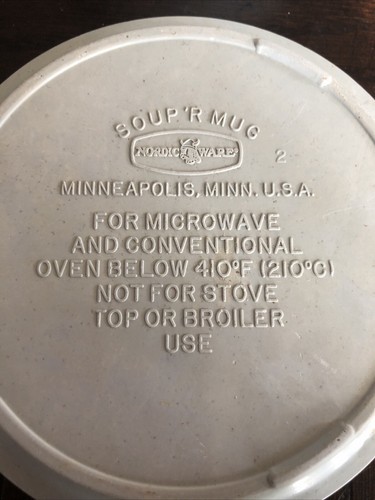 SOUP'R MUG
NORDIC WARE
2
MINNEAPOLIS, MINN. U.S.A.
FOR MICROWAVE
AND CONVENTIONAL
OVEN BELOW 410°F (210°C)
NOT FOR STOVE
TOP OR BROILER
USE